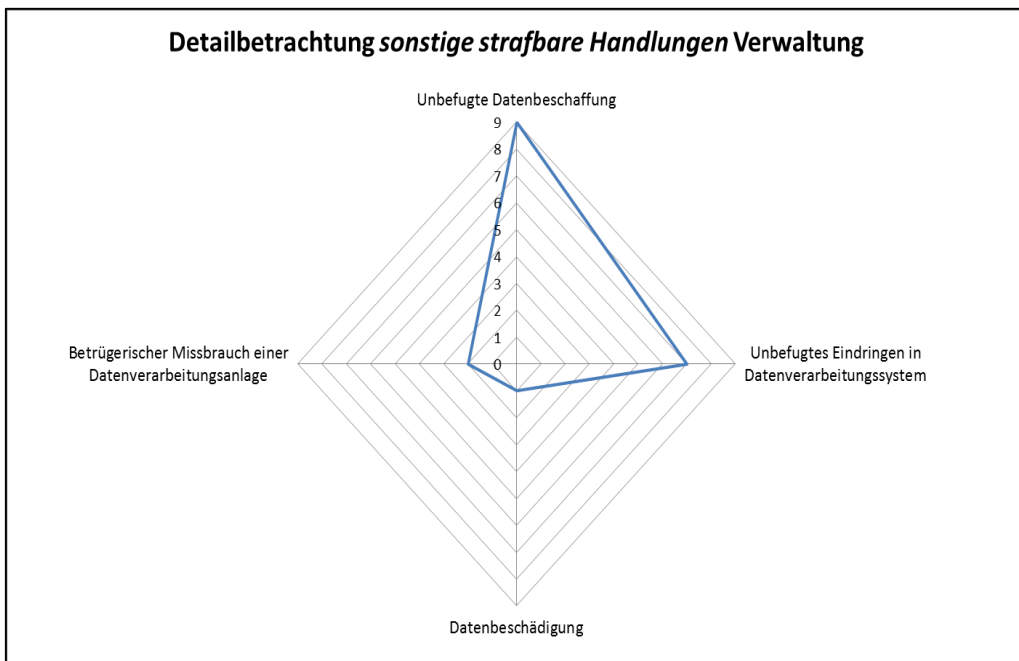 Detailbetrachtung sonstige strafbare Handlungen Verwaltung
Unbefugte Datenbeschaffung
9
8
7
6
5
4
3
2
1
0
Betrügerischer Missbrauch einer
Datenverarbeitungsanlage
Unbefugtes Eindringen in
Datenverarbeitungssystem
Datenbeschädigung